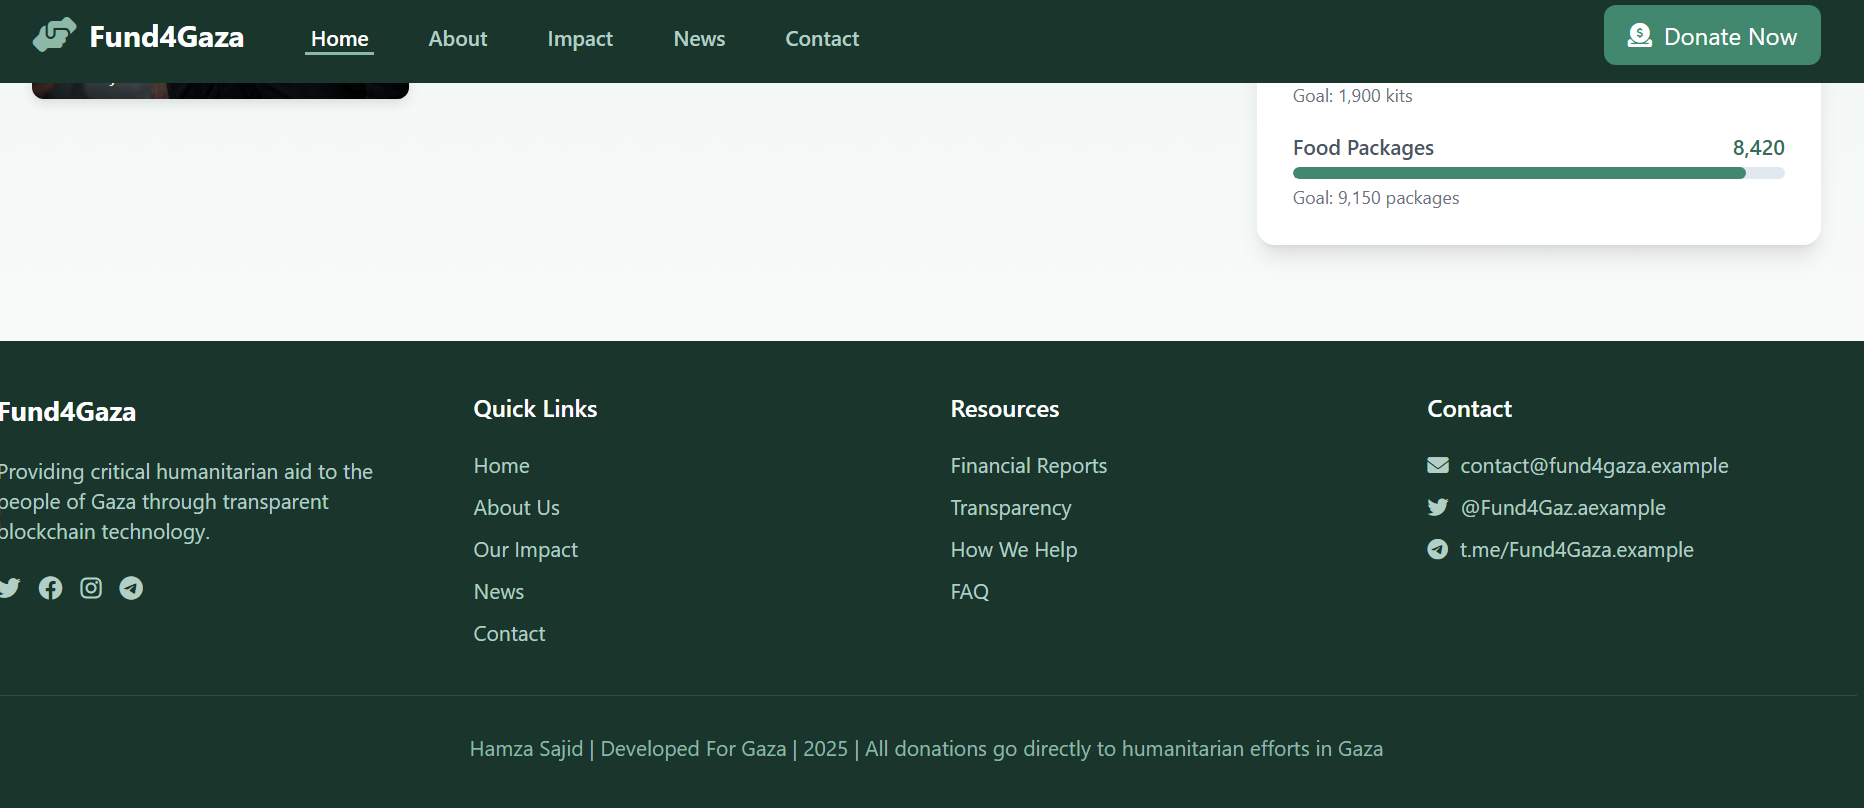 Fund4Gaza
Home
About
Impact
News
Contact
Donate Now
Goal: 1,900 kits
Food Packages
8,420
Goal: 9,150 packages
Fund4Gaza
Providing critical humanitarian aid to the
people of Gaza through transparent
blockchain technology.
Quick Links
Home
About Us
Our Impact
News
Contact
Resources
Financial Reports
Transparency
How We Help
FAQ
Contact
contact@fund4gaza.example
@Fund4Gaz.aexample
t.me/Fund4Gaza.example
Hamza Sajid | Developed For Gaza | 2025 | All donations go directly to humanitarian efforts in Gaza